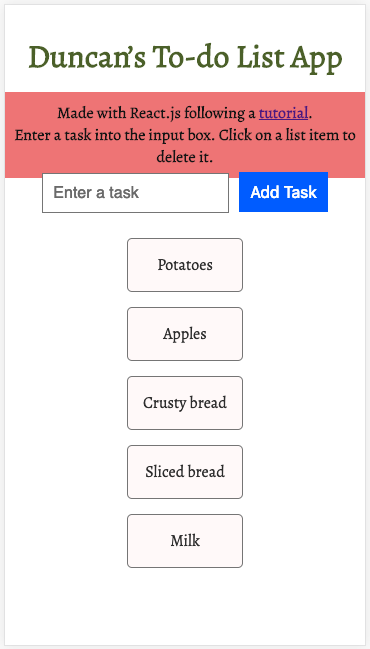 Duncan’s To-do List App
Made with React.js following a tutorial.
Enter a task into the input box. Click on a list item to
delete it.
Enter a task
Add Task
Potatoes
Apples
Crusty bread
Sliced bread
Milk